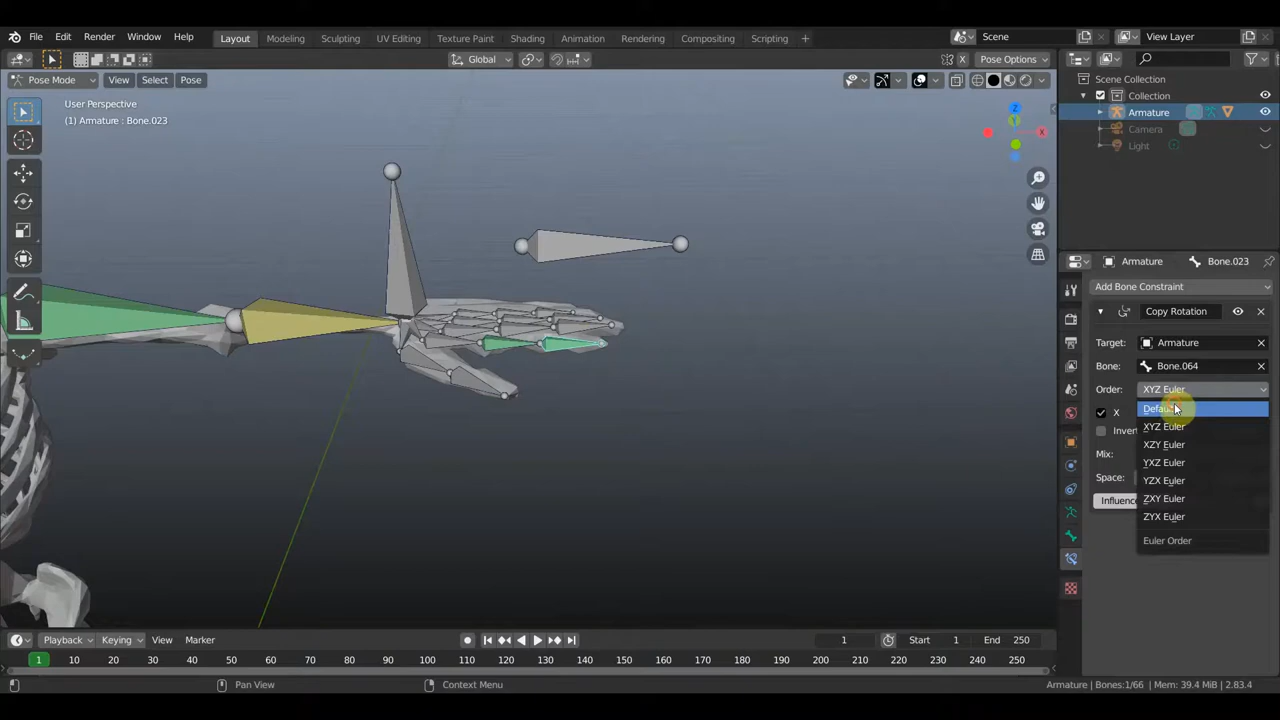 File Edit Render Window Help Layout Modeling Sculpting UV Editing Texture Paint Shading Animation Rendering Compositing Scripting + Scene View Layer
Global X Pose Options
Pose Mode View Select Pose
User Perspective
(1) Armature : Bone.023
Z
Y
X
Scene Collection
Collection
Armature
Camera
Light
Armature Bone.023
Add Bone Constraint
Copy Rotation
Target: Armature
Bone: Bone.064
Order: XYZ Euler
Default
X
XYZ Euler
Invert
XZY Euler
Mix: YXZ Euler
Space: YZX Euler
Influence ZXY Euler
ZYX Euler
Euler Order
Playback Keying View Marker 1 Start 1 End 250
1 10 20 30 40 50 60 70 80 90 100 110 120 130 140 150 160 170 180 190 200 210 220 230 240 250
Pan View Context Menu Armature | Bones:1/66 | Mem: 39.4 MiB | 2.83.4